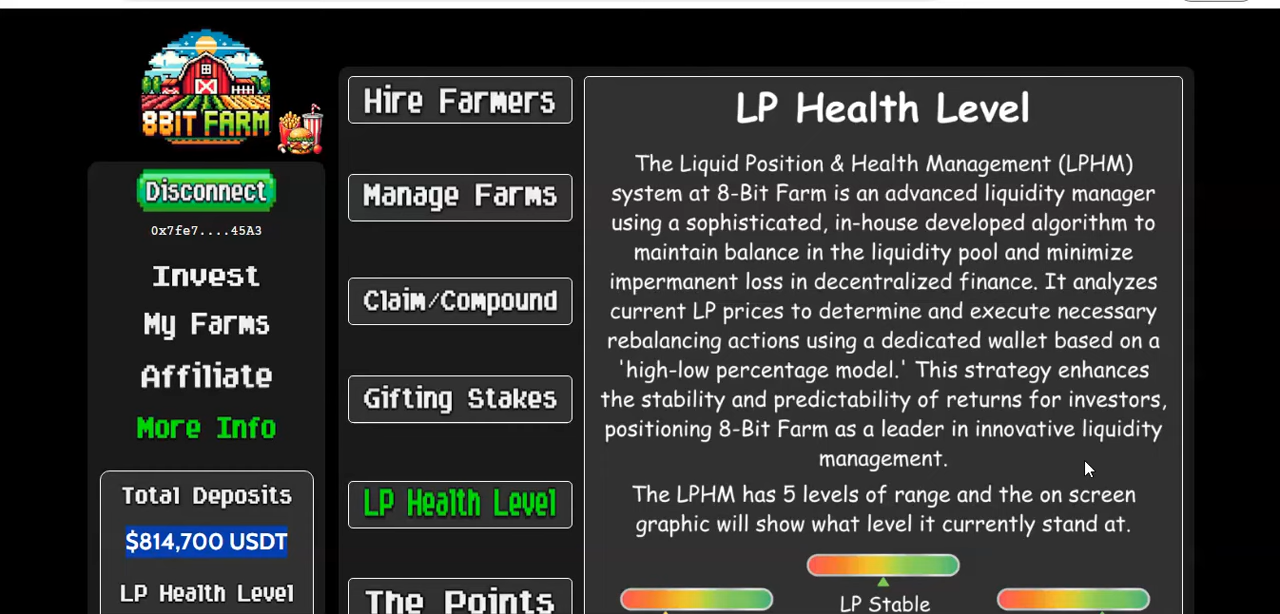 8BIT FARM
Disconnect
0x7fe7....45A3
Invest
My Farms
Affiliate
More Info
Total Deposits
$814,700 USDT
LP Health Level
Hire Farmers
Manage Farms
Claim/Compound
Gifting Stakes
LP Health Level
The Points
LP Health Level
The Liquid Position & Health Management (LPHM)
system at 8-Bit Farm is an advanced liquidity manager
using a sophisticated, in-house developed algorithm to
maintain balance in the liquidity pool and minimize
impermanent loss in decentralized finance. It analyzes
current LP prices to determine and execute necessary
rebalancing actions using a dedicated wallet based on a
'high-low percentage model.' This strategy enhances
the stability and predictability of returns for investors,
positioning 8-Bit Farm as a leader in innovative liquidity
management.
The LPHM has 5 levels of range and the on screen
graphic will show what level it currently stand at.
LP Stable